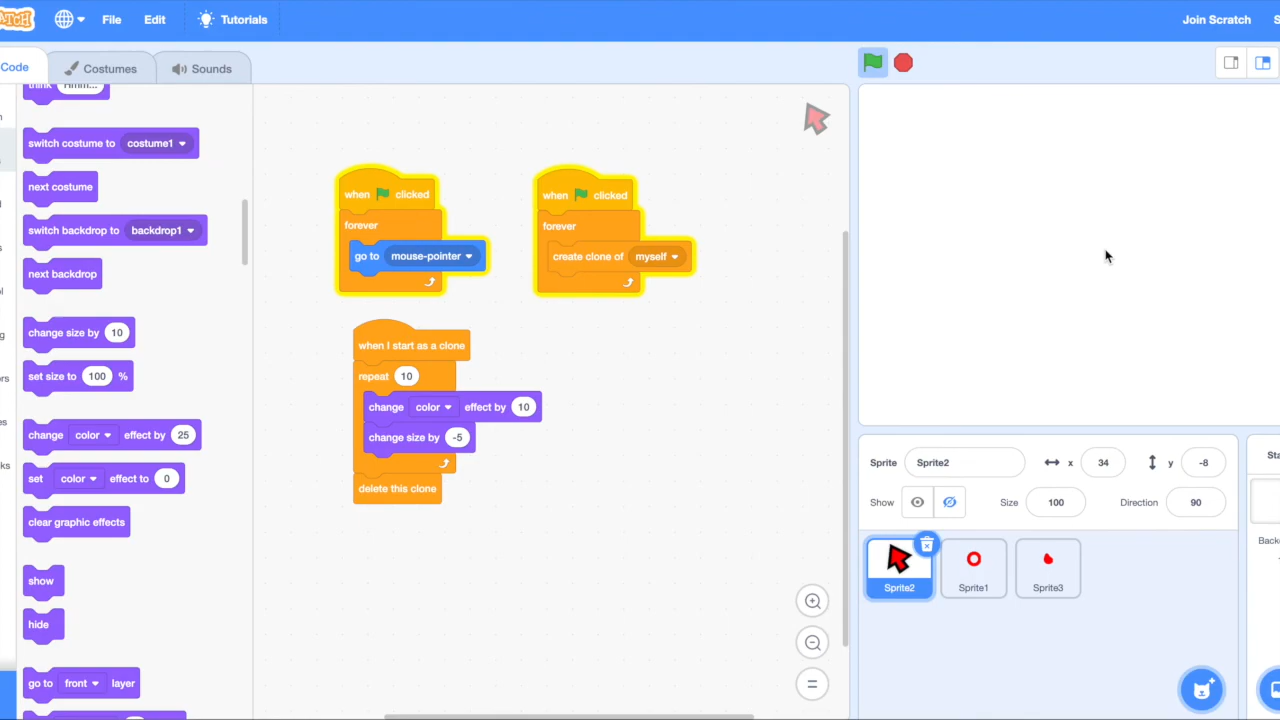 File Edit Tutorials Join Scratch
Code Costumes Sounds
think Hmm...
switch costume to costume1
next costume
switch backdrop to backdrop1
next backdrop
change size by 10
set size to 100 %
change color effect by 25
set color effect to 0
clear graphic effects
show
hide
go to front layer
when clicked
forever
go to mouse-pointer
when clicked
forever
create clone of myself
when I start as a clone
repeat 10
change color effect by 10
change size by -5
delete this clone
Sprite Sprite2 x 34 y -8
Show Size 100 Direction 90
Sprite2 Sprite1 Sprite3